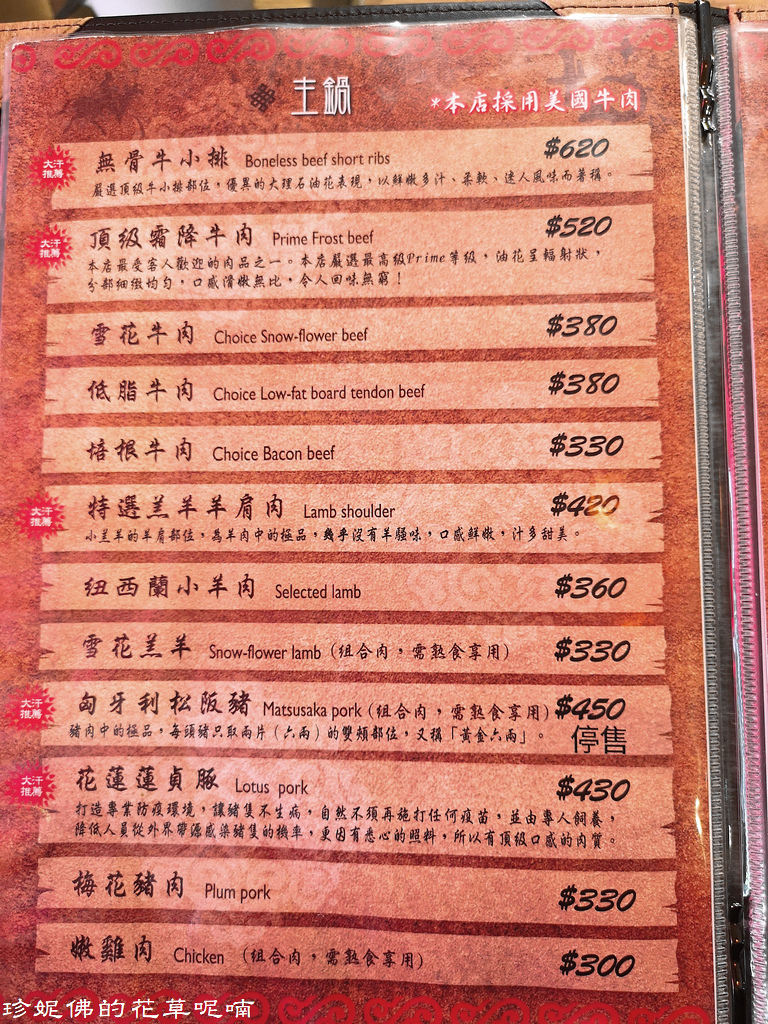 主鍋
*本店採用美國牛肉
大汗推薦
無骨牛小排 Boneless beef short ribs $620
嚴選頂級牛小排部位，優異的大理石油花表現，以鮮嫩多汁、柔軟、迷人風味而著稱。
大汗推薦
頂級霜降牛肉 Prime Frost beef $520
本店最受客人歡迎的肉品之一。本店嚴選最高級Prime等級，油花呈輻射狀，
分部細緻均勻，口感滑嫩無比，令人回味無窮！
雪花牛肉 Choice Snow-flower beef $380
低脂牛肉 Choice Low-fat board tendon beef $380
培根牛肉 Choice Bacon beef $330
大汗推薦
特選羔羊羊肩肉 Lamb shoulder $420
小羔羊的羊肩部位，為羊肉中的極品，幾乎沒有羊騷味，口感鮮嫩，汁多甜美。
纽西蘭小羊肉 Selected lamb $360
雪花羔羊 Snow-flower lamb (组合肉，需熟食享用) $330
大汗推薦
匈牙利松阪豬 Matsusaka pork (组合肉，需熟食享用) $450
豬肉中的極品，每頭豬只取兩片（六兩）的雙頰部位，又稱「黃金六兩」。
停售
大汗推薦
花蓮蓮貞豚 Lotus pork $430
打造專業防疫環境，讓豬隻不生病，自然不須再施打任何疫苗，並由專人飼養，
降低人員從外界帶源感染豬隻的機率，更因有悉心的照料，所以有頂級口感的肉質。
梅花豬肉 Plum pork $330
嫩雞肉 Chicken (组合肉，需熟食享用) $300
珍妮佛的花草呢喃